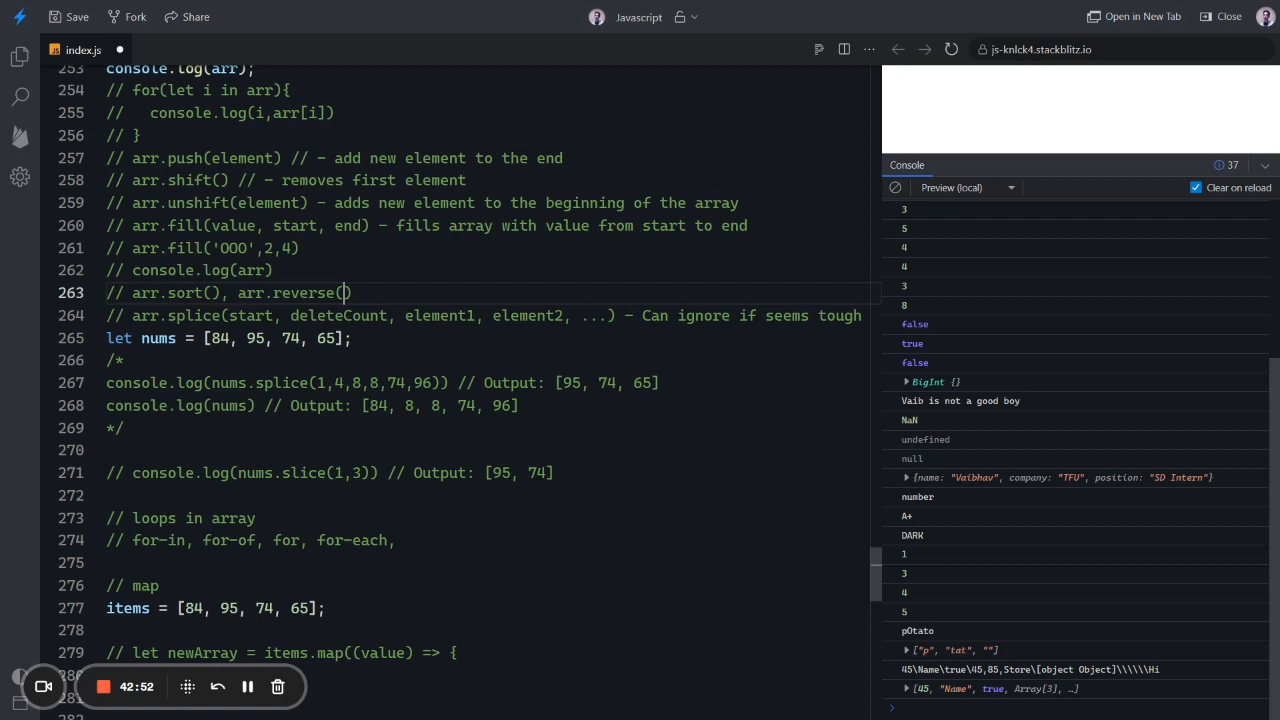 Save Fork Share Javascript Open in New Tab Close
JS index.js js-knlck4.stackblitz.io
253 console.log(arr);
254 // for(let i in arr){
255 //   console.log(i,arr[i])
256 // }
257 // arr.push(element) // - add new element to the end
258 // arr.shift() // - removes first element
259 // arr.unshift(element) - adds new element to the beginning of the array
260 // arr.fill(value, start, end) - fills array with value from start to end
261 // arr.fill('OOO',2,4)
262 // console.log(arr)
263 // arr.sort(), arr.reverse()
264 // arr.splice(start, deleteCount, element1, element2, ...) - Can ignore if seems tough
265 let nums = [84, 95, 74, 65];
266 /*
267 console.log(nums.splice(1,4,8,8,74,96)) // Output: [95, 74, 65]
268 console.log(nums) // Output: [84, 8, 8, 74, 96]
269 */
270
271 // console.log(nums.slice(1,3)) // Output: [95, 74]
272
273 // loops in array
274 // for-in, for-of, for, for-each,
275
276 // map
277 items = [84, 95, 74, 65];
278
279 // let newArray = items.map((value) => {
42:52
Console 37
Preview (local) Clear on reload
3
5
4
4
3
8
false
true
false
BigInt {}
Vaib is not a good boy
NaN
undefined
null
{name: "Vaibhav", company: "TFU", position: "SD Intern"}
number
A+
DARK
1
3
4
5
pOtato
["p", "tat", ""]
45\Name\true\45,85,Store\[object Object]\\\\\\Hi
[45, "Name", true, Array[3], …]